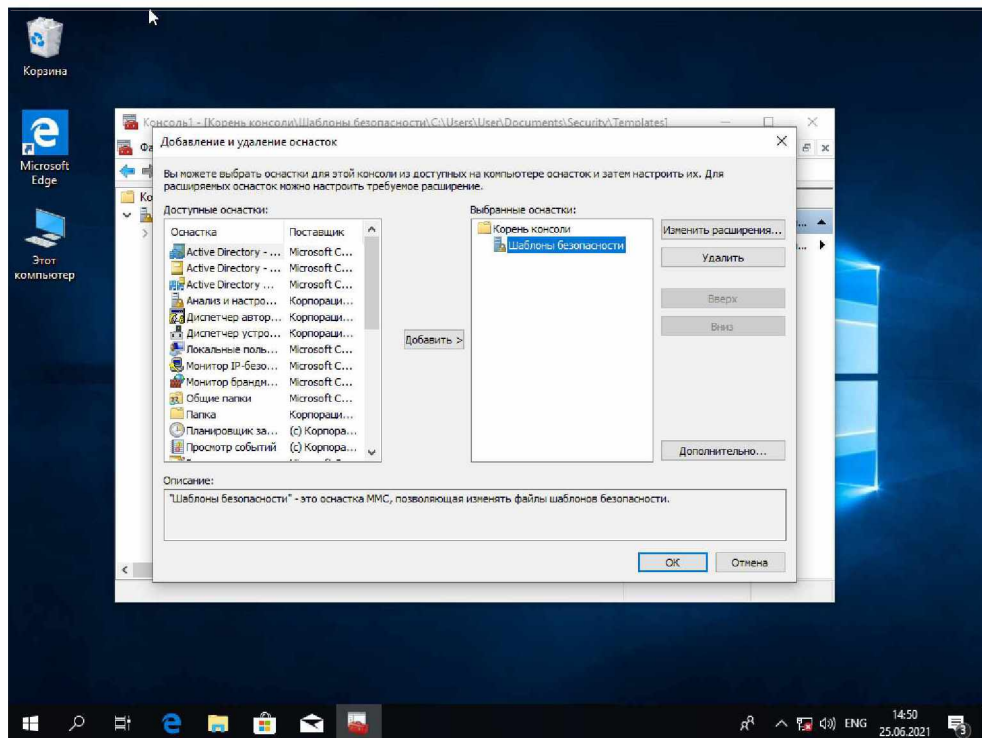 Корзина
Microsoft
Edge
Этот
компьютер
Консоль1 - [Корень консоли\Шаблоны безопасности\C:\Users\User\Documents\Security\Templates]
Фа
Ко
Добавление и удаление оснасток
Вы можете выбрать оснастки для этой консоли из доступных на компьютере оснасток и затем настроить их. Для
расширяемых оснасток можно настроить требуемое расширение.
Доступные оснастки:
Оснастка Поставщик
Active Directory - ... Microsoft C...
Active Directory - ... Microsoft C...
Active Directory ... Microsoft C...
Анализ и настро... Корпораци...
Диспетчер автор... Корпораци...
Диспетчер устро... Корпораци...
Локальные поль... Microsoft C...
Монитор IP-безо... Microsoft C...
Монитор брандм... Microsoft C...
Общие папки Microsoft C...
Папка Корпораци...
Планировщик за... (с) Корпора...
Просмотр событий (с) Корпора...
Добавить >
Выбранные оснастки:
Корень консоли
Шаблоны безопасности
Изменить расширения...
Удалить
Вверх
Вниз
Дополнительно...
Описание:
"Шаблоны безопасности" - это оснастка MMC, позволяющая изменять файлы шаблонов безопасности.
ОК Отмена
ENG
14:50
25.06.2021
3